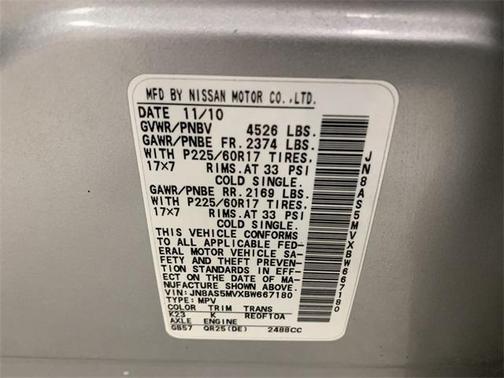 MFD BY NISSAN MOTOR CO.,LTD.
DATE 11/10
GVWR/PNBV 4526 LBS.
GAWR/PNBE FR. 2374 LBS.
WITH P225/60R17 TIRES,
17×7 RIMS.AT 33 PSI
COLD SINGLE.
GAWR/PNBE RR. 2169 LBS.
WITH P225/60R17 TIRES,
17×7 RIMS.AT 33 PSI
COLD SINGLE.
THIS VEHICLE CONFORMS
TO ALL APPLICABLE FED-
ERAL MOTOR VEHICLE SA-
FETY AND THEFT PREVEN-
TION STANDARDS IN EFF-
ECT ON THE DATE OF MA-
NUFACTURE SHOWN ABOVE.
VIN:JN8AS5MVXBW667180
TYPE: MPV
COLOR TRIM TRANS
K23 K RE0F10A
AXLE ENGINE
GB57 QR25(DE) 2488CC
JN8AS5MVXBW667180